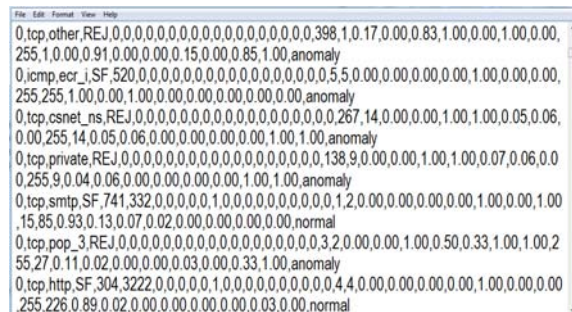 File Edit Format View Help
0,tcp,other,REJ,0,0,0,0,0,0,0,0,0,0,0,0,0,0,0,0,0,0,398,1,0.17,0.00,0.83,1.00,0.00,1.00,0.00,
255,1,0.00,0.91,0.00,0.00,0.15,0.00,0.85,1.00,anomaly
0,icmp,ecr_i,SF,520,0,0,0,0,0,0,0,0,0,0,0,0,0,0,0,0,0,5,5,0.00,0.00,0.00,0.00,1.00,0.00,0.00,
255,255,1.00,0.00,1.00,0.00,0.00,0.00,0.00,0.00,anomaly
0,tcp,csnet_ns,REJ,0,0,0,0,0,0,0,0,0,0,0,0,0,0,0,0,0,0,267,14,0.00,0.00,1.00,1.00,0.05,0.06,
0.00,255,14,0.05,0.06,0.00,0.00,0.00,0.00,1.00,1.00,anomaly
0,tcp,private,REJ,0,0,0,0,0,0,0,0,0,0,0,0,0,0,0,0,0,0,138,9,0.00,0.00,1.00,1.00,0.07,0.06,0.0
0,255,9,0.04,0.06,0.00,0.00,0.00,0.00,1.00,1.00,anomaly
0,tcp,smtp,SF,741,332,0,0,0,0,0,1,0,0,0,0,0,0,0,0,0,0,1,2,0.00,0.00,0.00,0.00,1.00,0.00,1.00
,15,85,0.93,0.13,0.07,0.02,0.00,0.00,0.00,0.00,normal
0,tcp,pop_3,REJ,0,0,0,0,0,0,0,0,0,0,0,0,0,0,0,0,0,0,3,2,0.00,0.00,1.00,0.50,0.33,1.00,1.00,2
55,27,0.11,0.02,0.00,0.00,0.03,0.00,0.33,1.00,anomaly
0,tcp,http,SF,304,3222,0,0,0,0,0,1,0,0,0,0,0,0,0,0,0,0,4,4,0.00,0.00,0.00,0.00,1.00,0.00,0.00
,255,226,0.89,0.02,0.00,0.00,0.00,0.00,0.03,0.00,normal